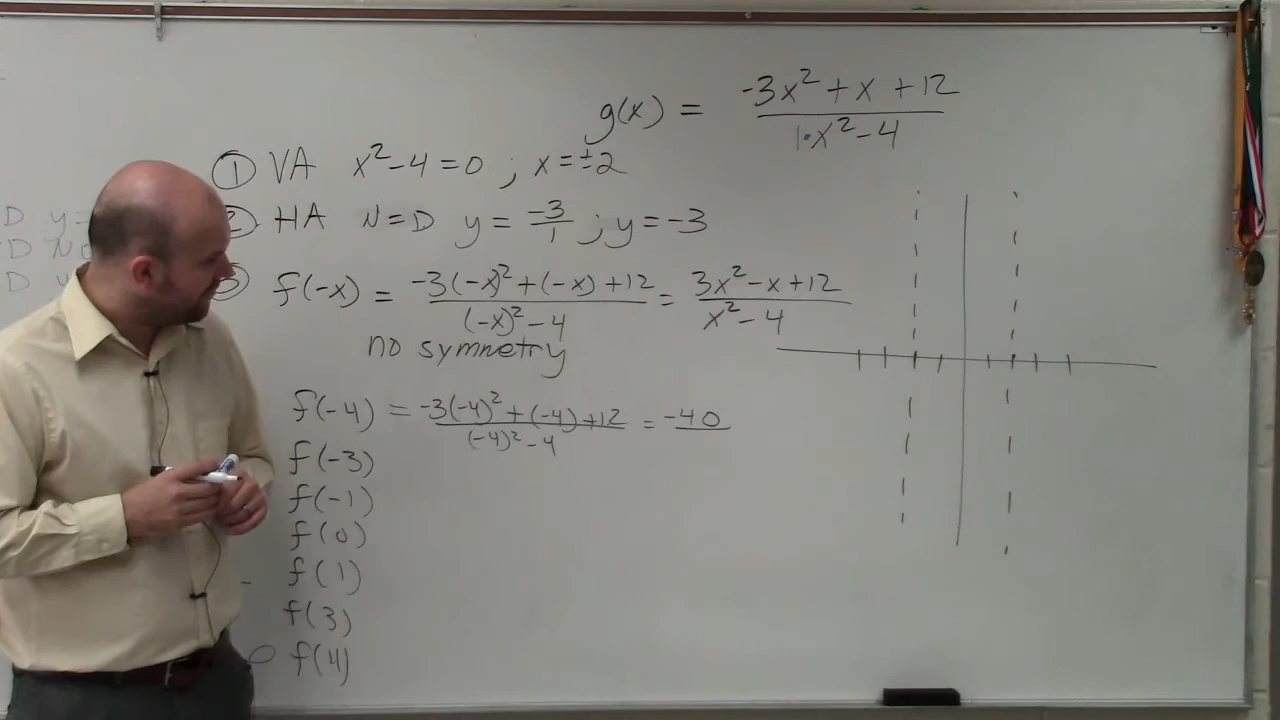 g(x) = (-3x² + x + 12)/(1·x² - 4)
① VA x² - 4 = 0 ; x = ±2
② HA N = D y = -3/1 ; y = -3
f(-x) = (-3(-x)² + (-x) + 12)/((-x)² - 4) = (3x² - x + 12)/(x² - 4)
no symmetry
f(-4) = (-3(-4)² + (-4) + 12)/((-4)² - 4) = -40
f(-3)
f(-1)
f(0)
f(1)
f(3)
f(4)
D y=
D No
D y